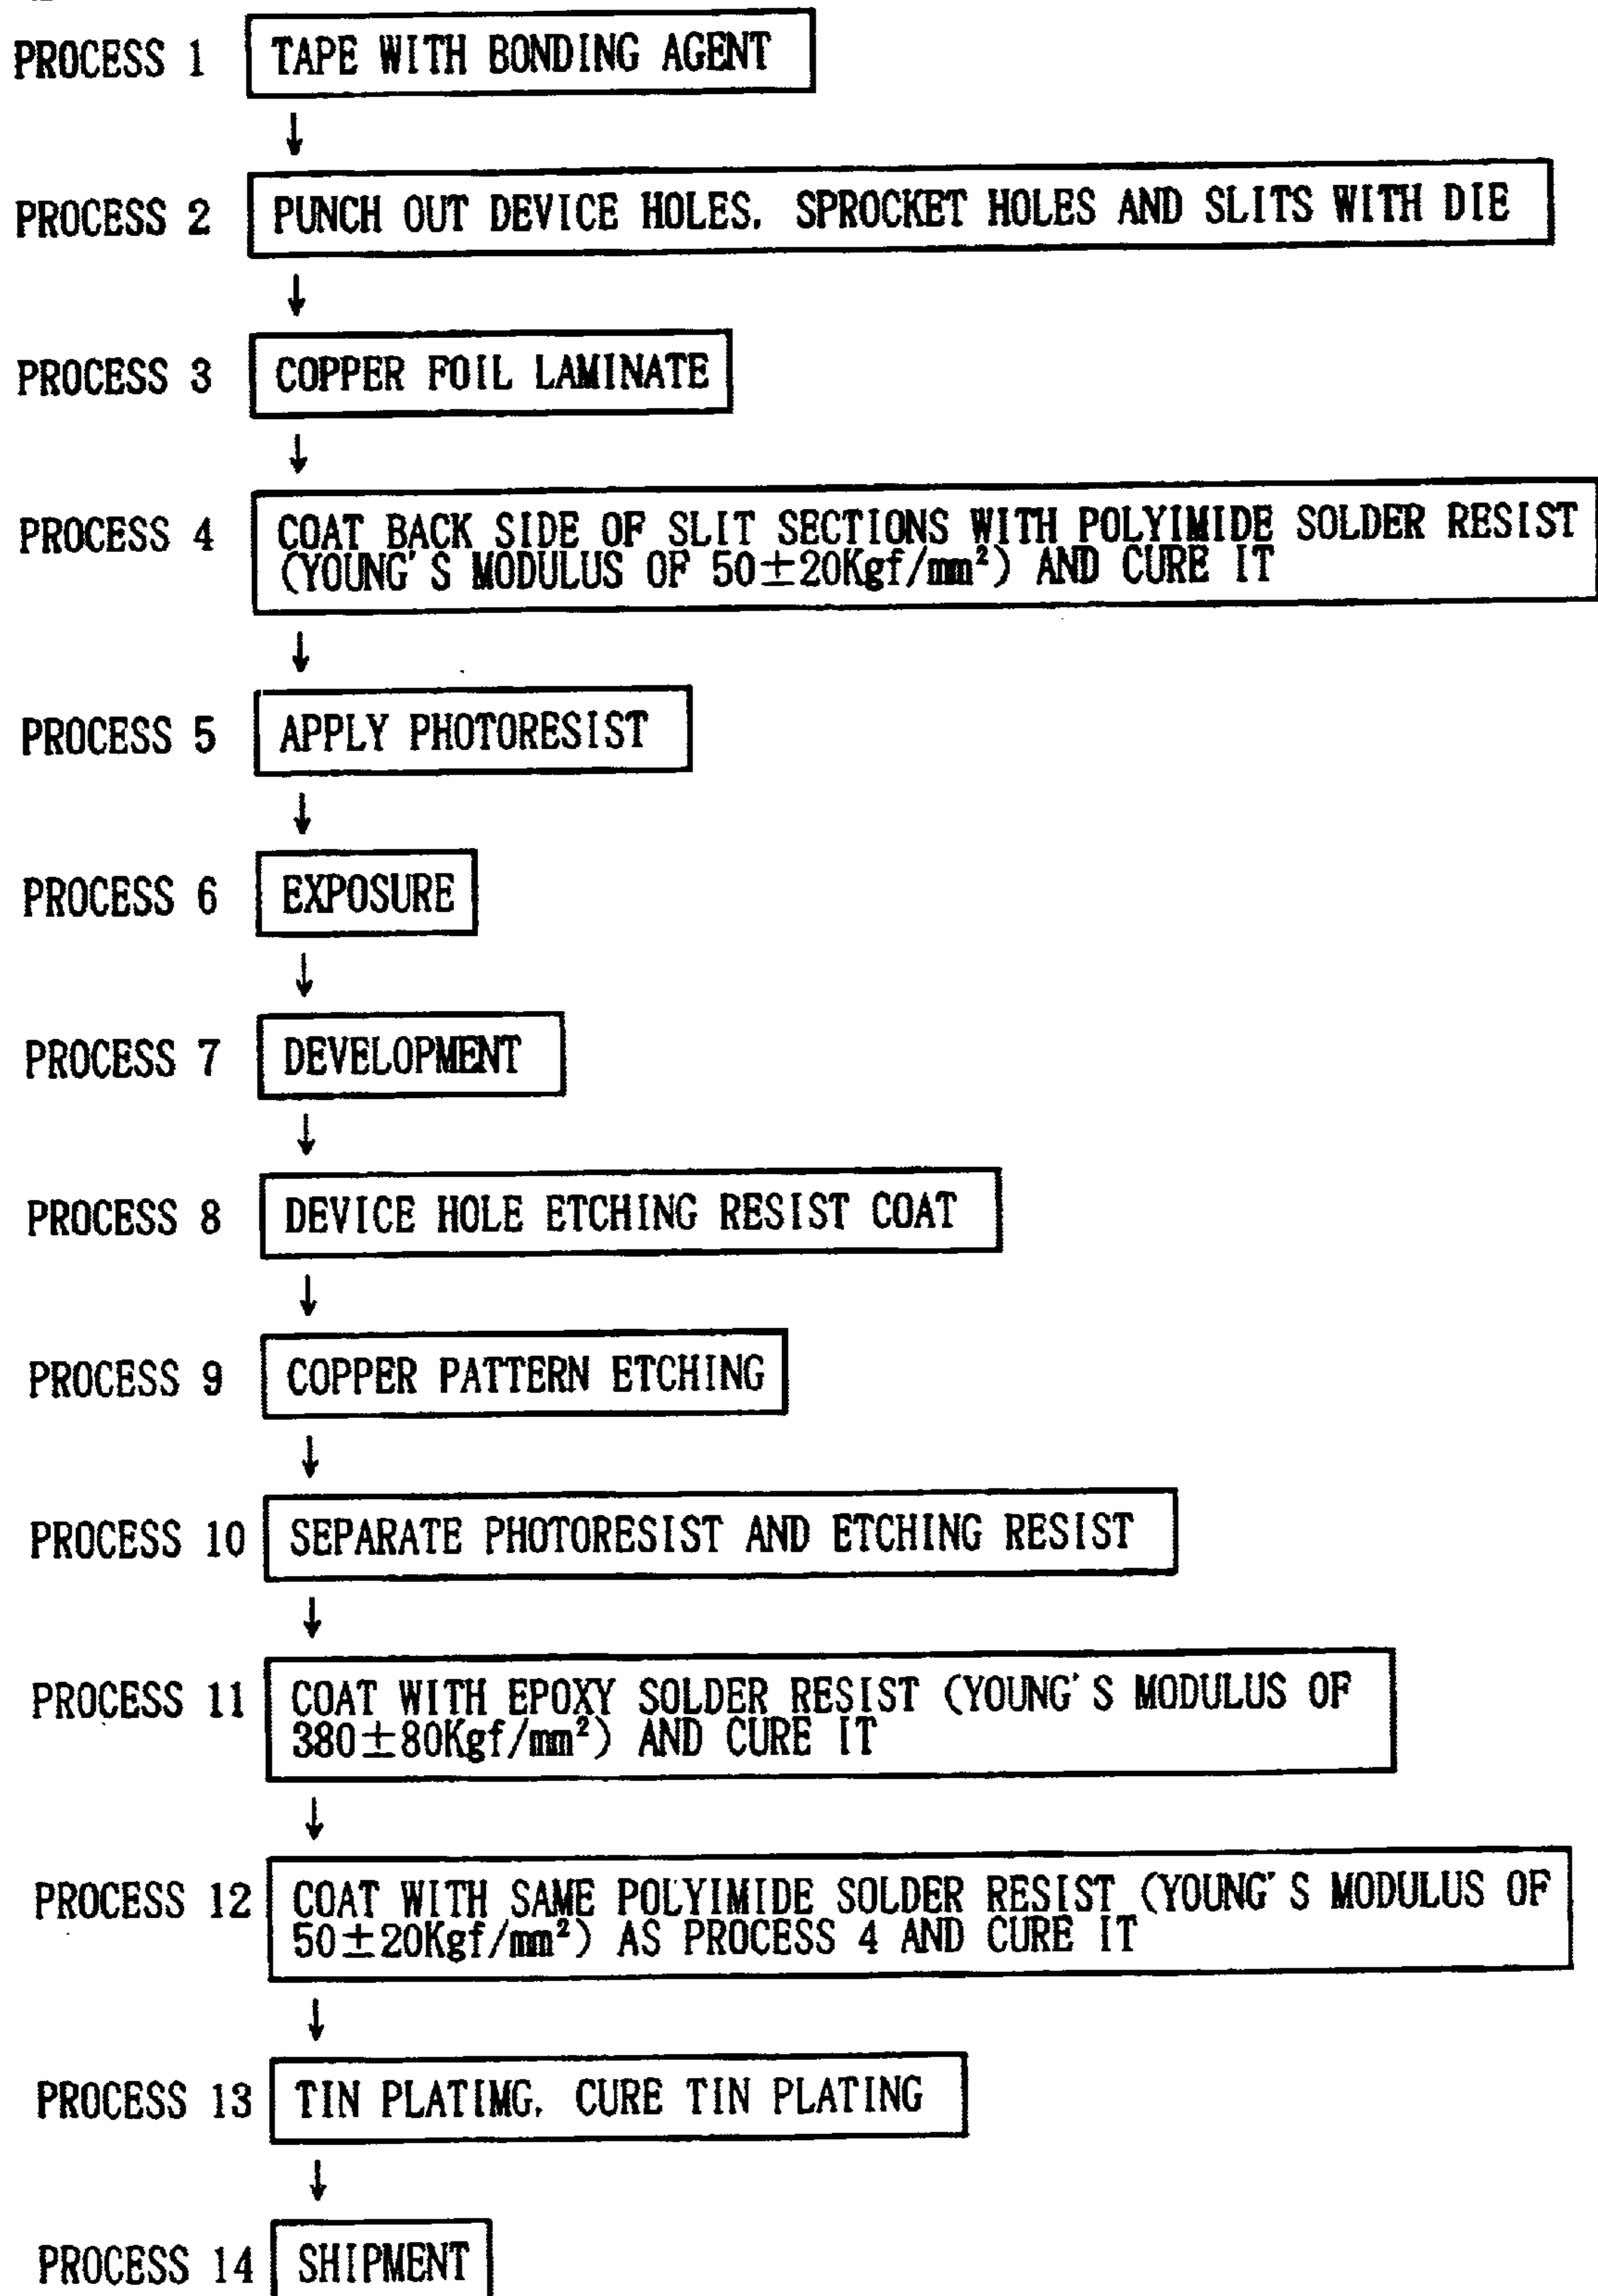 PROCESS 1 TAPE WITH BONDING AGENT
↓
PROCESS 2 PUNCH OUT DEVICE HOLES. SPROCKET HOLES AND SLITS WITH DIE
↓
PROCESS 3 COPPER FOIL LAMINATE
↓
PROCESS 4 COAT BACK SIDE OF SLIT SECTIONS WITH POLYIMIDE SOLDER RESIST
(YOUNG'S MODULUS OF 50±20Kgf/mm²) AND CURE IT
↓
PROCESS 5 APPLY PHOTORESIST
↓
PROCESS 6 EXPOSURE
↓
PROCESS 7 DEVELOPMENT
↓
PROCESS 8 DEVICE HOLE ETCHING RESIST COAT
↓
PROCESS 9 COPPER PATTERN ETCHING
↓
PROCESS 10 SEPARATE PHOTORESIST AND ETCHING RESIST
↓
PROCESS 11 COAT WITH EPOXY SOLDER RESIST (YOUNG'S MODULUS OF
380±80Kgf/mm²) AND CURE IT
↓
PROCESS 12 COAT WITH SAME POLYIMIDE SOLDER RESIST (YOUNG'S MODULUS OF
50±20Kgf/mm²) AS PROCESS 4 AND CURE IT
↓
PROCESS 13 TIN PLATIMG. CURE TIN PLATING
↓
PROCESS 14 SHIPMENT